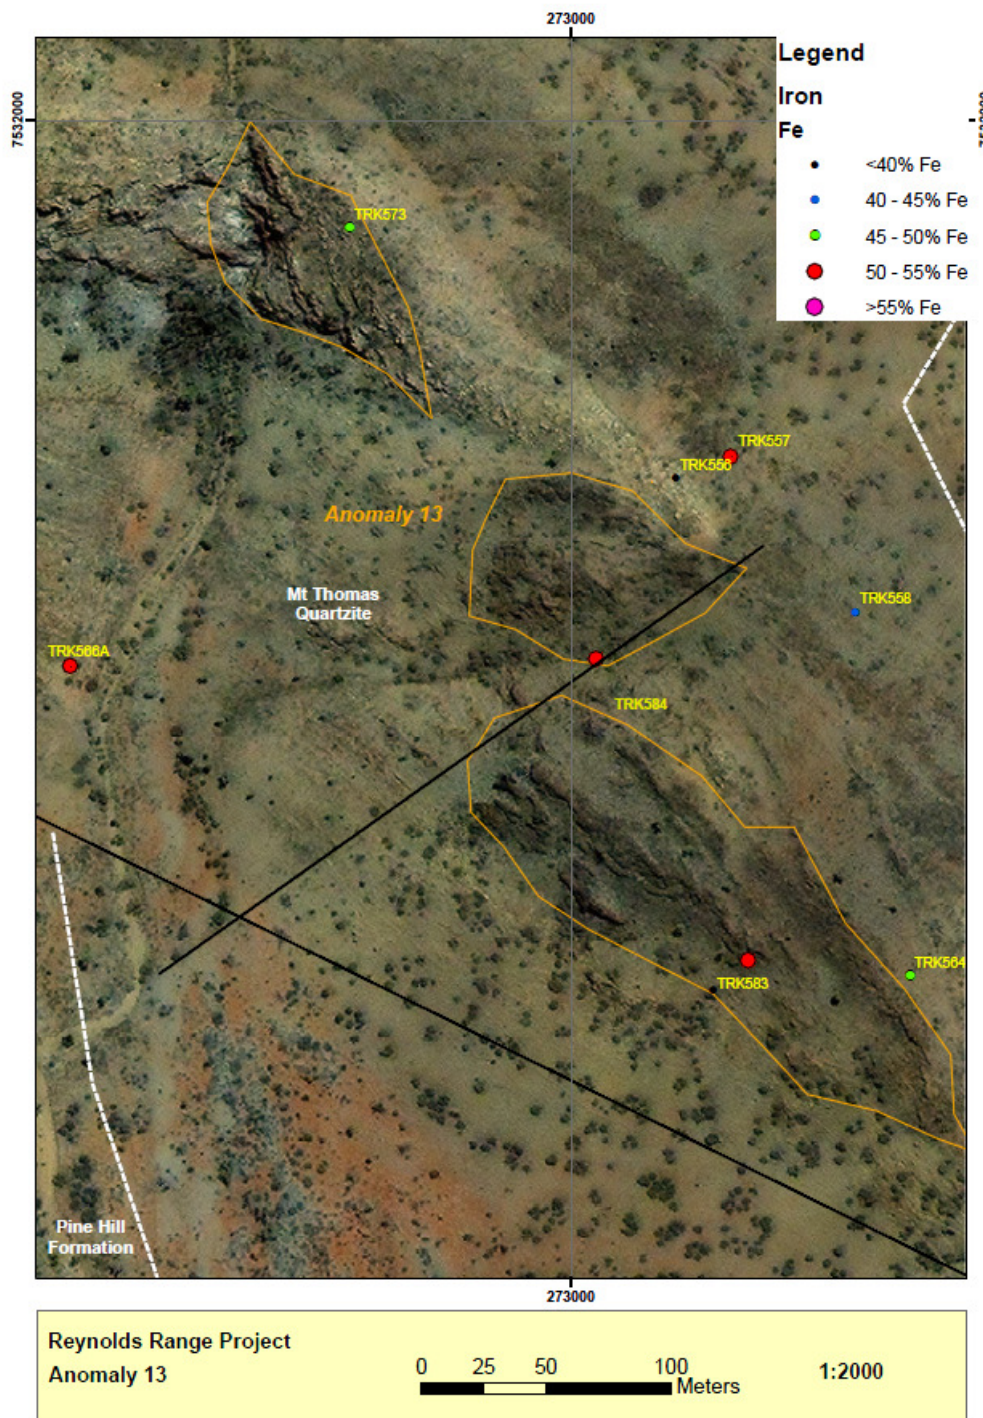 273000
Legend
Iron
Fe
<40% Fe
40 - 45% Fe
45 - 50% Fe
50 - 55% Fe
>55% Fe
7532000
TRK573
TRK557
TRK556
Anomaly 13
Mt Thomas
Quartzite
TRK558
TRK566A
TRK584
TRK564
TRK583
Pine Hill
Formation
273000
Reynolds Range Project
Anomaly 13
0 25 50 100
Meters
1:2000